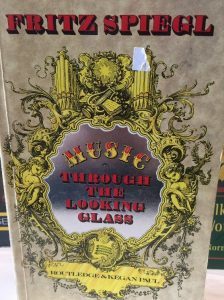 FRITZ SPIEGL
MUSIC
THROUGH
THE
LOOKING
GLASS
ROUTLEDGE & KEGAN PAUL